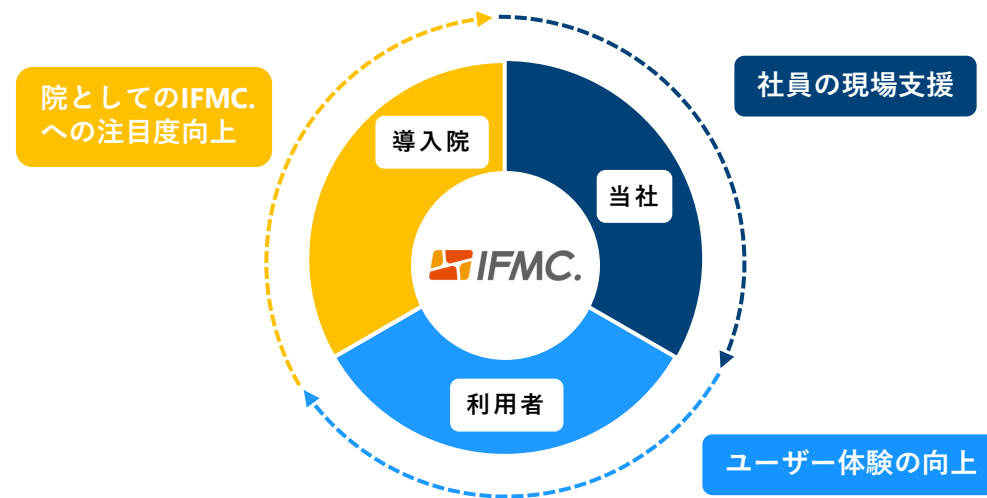 院としてのIFMC.
への注目度向上
社員の現場支援
導入院
当社
IFMC.
利用者
ユーザー体験の向上